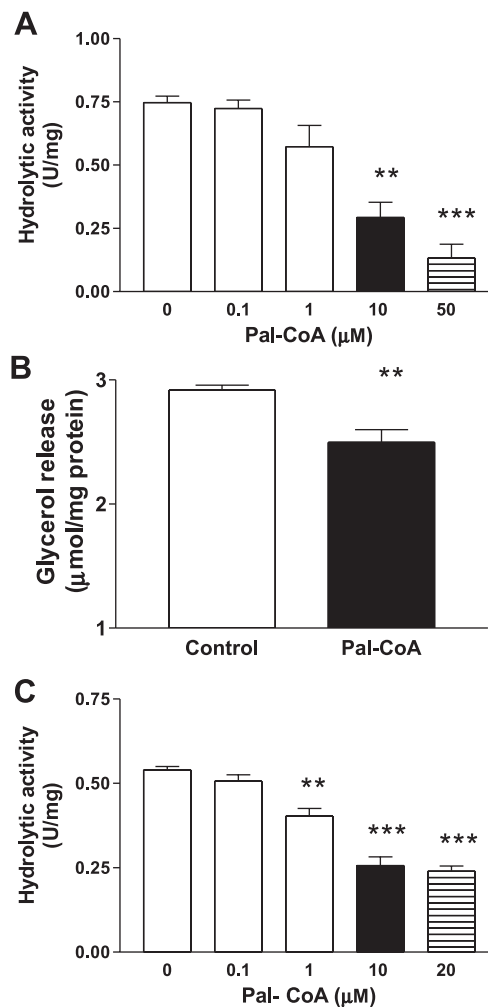 A
Hydrolytic activity
(U/mg)
1.00
0.75
0.50
0.25
0.00
**
***
0 0.1 1 10 50
Pal-CoA (μM)
B
Glycerol release
(μmol/mg protein)
3
2
1
**
Control Pal-CoA
C
Hydrolytic activity
(U/mg)
0.75
0.50
0.25
0.00
**
***
***
0 0.1 1 10 20
Pal- CoA (μM)